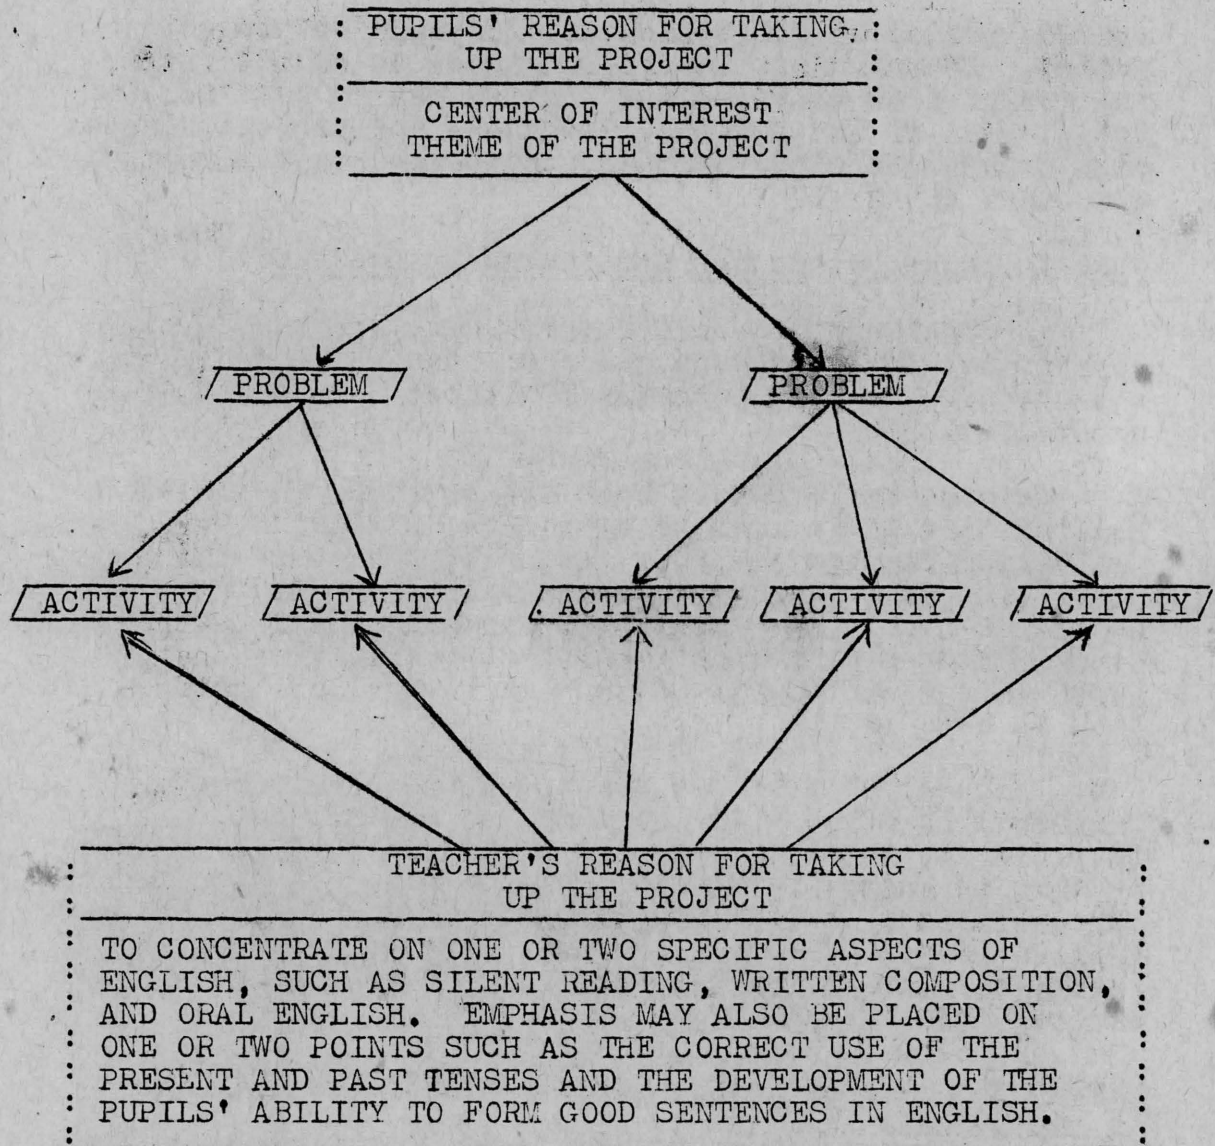 PUPILS' REASON FOR TAKING
UP THE PROJECT
CENTER OF INTEREST
THEME OF THE PROJECT
PROBLEM
PROBLEM
ACTIVITY
ACTIVITY
ACTIVITY
ACTIVITY
ACTIVITY
TEACHER'S REASON FOR TAKING
UP THE PROJECT
TO CONCENTRATE ON ONE OR TWO SPECIFIC ASPECTS OF
ENGLISH, SUCH AS SILENT READING, WRITTEN COMPOSITION,
AND ORAL ENGLISH. EMPHASIS MAY ALSO BE PLACED ON
ONE OR TWO POINTS SUCH AS THE CORRECT USE OF THE
PRESENT AND PAST TENSES AND THE DEVELOPMENT OF THE
PUPILS' ABILITY TO FORM GOOD SENTENCES IN ENGLISH.